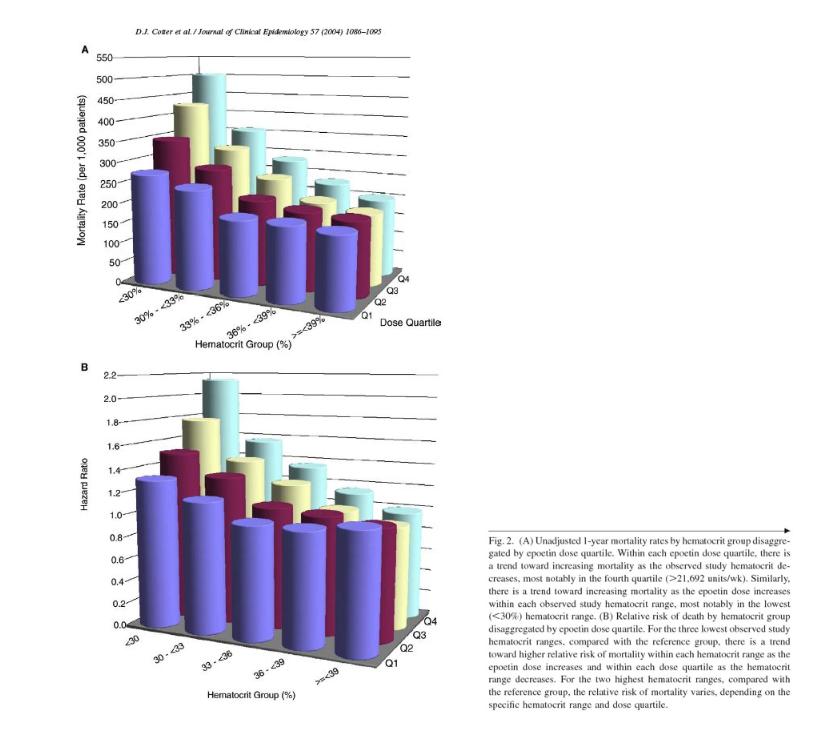 D.J. Cotter et al. / Journal of Clinical Epidemiology 57 (2004) 1086–1095
A
550
500
450
400
350
300
250
200
150
100
50
0
Mortality Rate (per 1,000 patients)
<30%
30% - <33%
33% - <36%
36% - <39%
>=<39%
Q1
Q2
Q3
Q4
Dose Quartile
Hematocrit Group (%)
B
2.2
2.0
1.8
1.6
1.4
1.2
1.0
0.8
0.6
0.4
0.2
0.0
Hazard Ratio
<30
30 - <33
33 - <36
36 - <39
>=<39
Q1
Q2
Q3
Q4
Hematocrit Group (%)
Fig. 2. (A) Unadjusted 1-year mortality rates by hematocrit group disaggre-
gated by epoetin dose quartile. Within each epoetin dose quartile, there is
a trend toward increasing mortality as the observed study hematocrit de-
creases, most notably in the fourth quartile (>21,692 units/wk). Similarly,
there is a trend toward increasing mortality as the epoetin dose increases
within each observed study hematocrit range, most notably in the lowest
(<30%) hematocrit range. (B) Relative risk of death by hematocrit group
disaggregated by epoetin dose quartile. For the three lowest observed study
hematocrit ranges, compared with the reference group, there is a trend
toward higher relative risk of mortality within each hematocrit range as the
epoetin dose increases and within each dose quartile as the hematocrit
range decreases. For the two highest hematocrit ranges, compared with
the reference group, the relative risk of mortality varies, depending on the
specific hematocrit range and dose quartile.